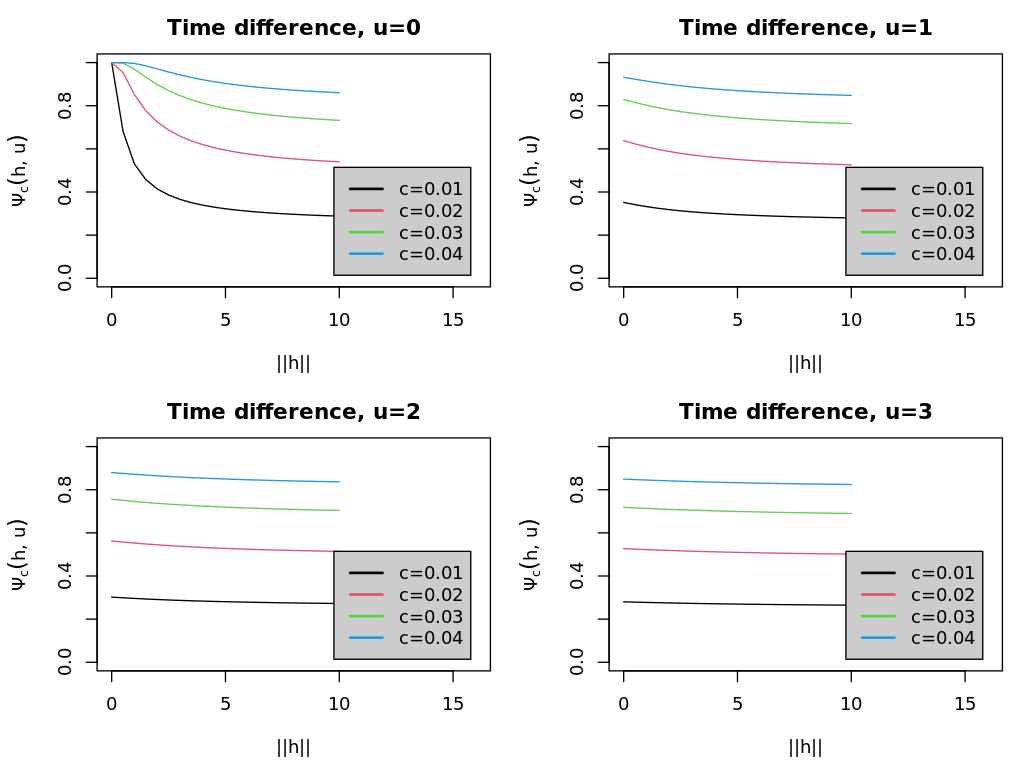 Time difference, u=0
Ψc(h, u)
0.0 0.4 0.8
c=0.01
c=0.02
c=0.03
c=0.04
0 5 10 15
||h||
Time difference, u=1
Ψc(h, u)
0.0 0.4 0.8
c=0.01
c=0.02
c=0.03
c=0.04
0 5 10 15
||h||
Time difference, u=2
Ψc(h, u)
0.0 0.4 0.8
c=0.01
c=0.02
c=0.03
c=0.04
0 5 10 15
||h||
Time difference, u=3
Ψc(h, u)
0.0 0.4 0.8
c=0.01
c=0.02
c=0.03
c=0.04
0 5 10 15
||h||